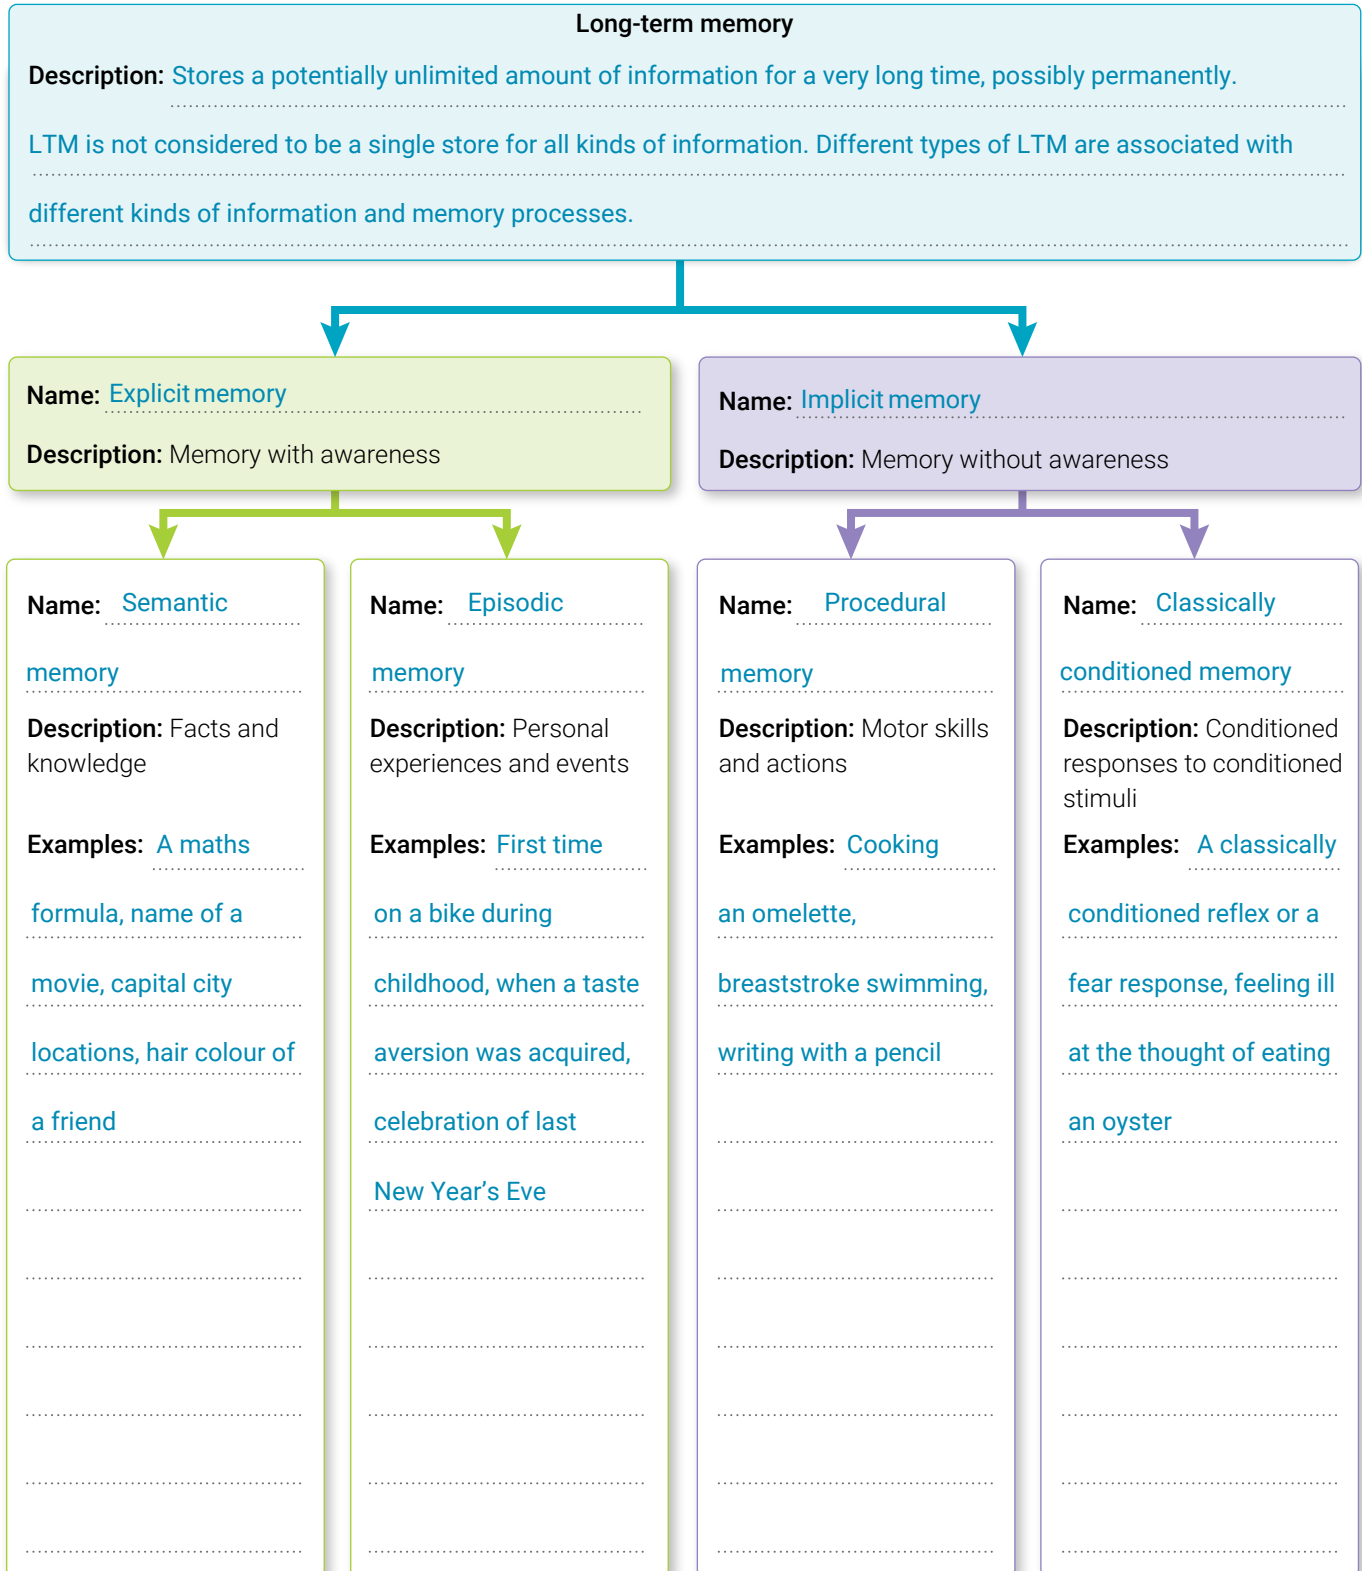 Long-term memory
Description: Stores a potentially unlimited amount of information for a very long time, possibly permanently.
LTM is not considered to be a single store for all kinds of information. Different types of LTM are associated with
different kinds of information and memory processes.
Name: Explicit memory
Description: Memory with awareness
Name: Implicit memory
Description: Memory without awareness
Name: Semantic
memory
Description: Facts and
knowledge
Examples: A maths
formula, name of a
movie, capital city
locations, hair colour of
a friend
Name: Episodic
memory
Description: Personal
experiences and events
Examples: First time
on a bike during
childhood, when a taste
aversion was acquired,
celebration of last
New Year’s Eve
Name: Procedural
memory
Description: Motor skills
and actions
Examples: Cooking
an omelette,
breaststroke swimming,
writing with a pencil
Name: Classically
conditioned memory
Description: Conditioned
responses to conditioned
stimuli
Examples: A classically
conditioned reflex or a
fear response, feeling ill
at the thought of eating
an oyster